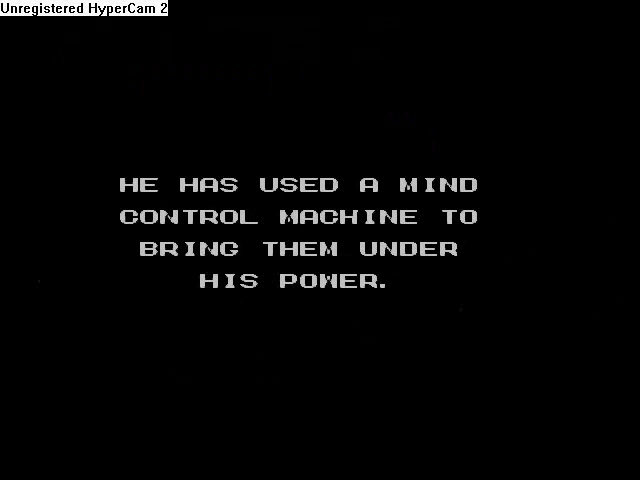 Unregistered HyperCam 2
HE HAS USED A MIND
CONTROL MACHINE TO
BRING THEM UNDER
HIS POWER.